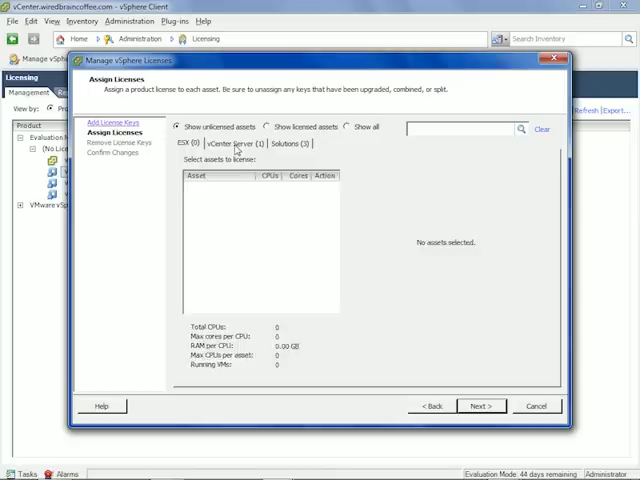 vCenter.wiredbraincoffee.com - vSphere Client
File Edit View Inventory Administration Plug-ins Help
Home Administration Licensing
Search Inventory
Manage vSphere Licenses
Licensing
Management
View by:
Refresh Export...
Product
Evaluation M
(No Lice
VMware vSp
Manage vSphere Licenses
Assign Licenses
Assign a product license to each asset. Be sure to unassign any keys that have been upgraded, combined, or split.
Add License Keys
Assign Licenses
Remove License Keys
Confirm Changes
Show unlicensed assets Show licensed assets Show all
Clear
ESX (0) vCenter Server (1) Solutions (3)
Select assets to license:
Asset CPUs Cores Action
No assets selected.
Total CPUs: 0
Max cores per CPU: 0
RAM per CPU: 0.00 GB
Max CPUs per asset: 0
Running VMs: 0
Help < Back Next > Cancel
Tasks Alarms
Evaluation Mode: 44 days remaining Administrator